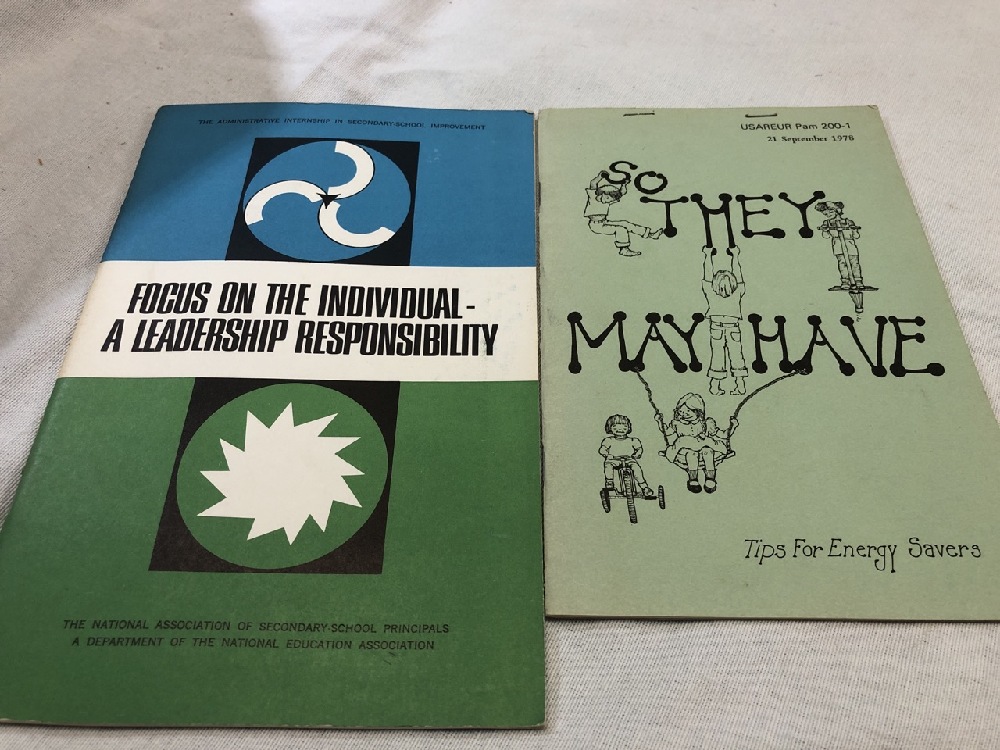 THE ADMINISTRATIVE INTERNSHIP IN SECONDARY-SCHOOL IMPROVEMENT
FOCUS ON THE INDIVIDUAL-
A LEADERSHIP RESPONSIBILITY
THE NATIONAL ASSOCIATION OF SECONDARY-SCHOOL PRINCIPALS
A DEPARTMENT OF THE NATIONAL EDUCATION ASSOCIATION
USAREUR Pam 200-1
21 September 1978
SO
THEY
MAY HAVE
Tips For Energy Savers